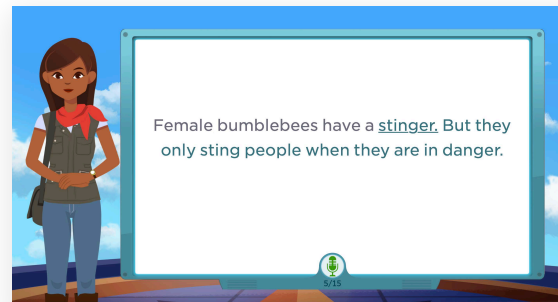 Female bumblebees have a stinger. But they
only sting people when they are in danger.
5/15